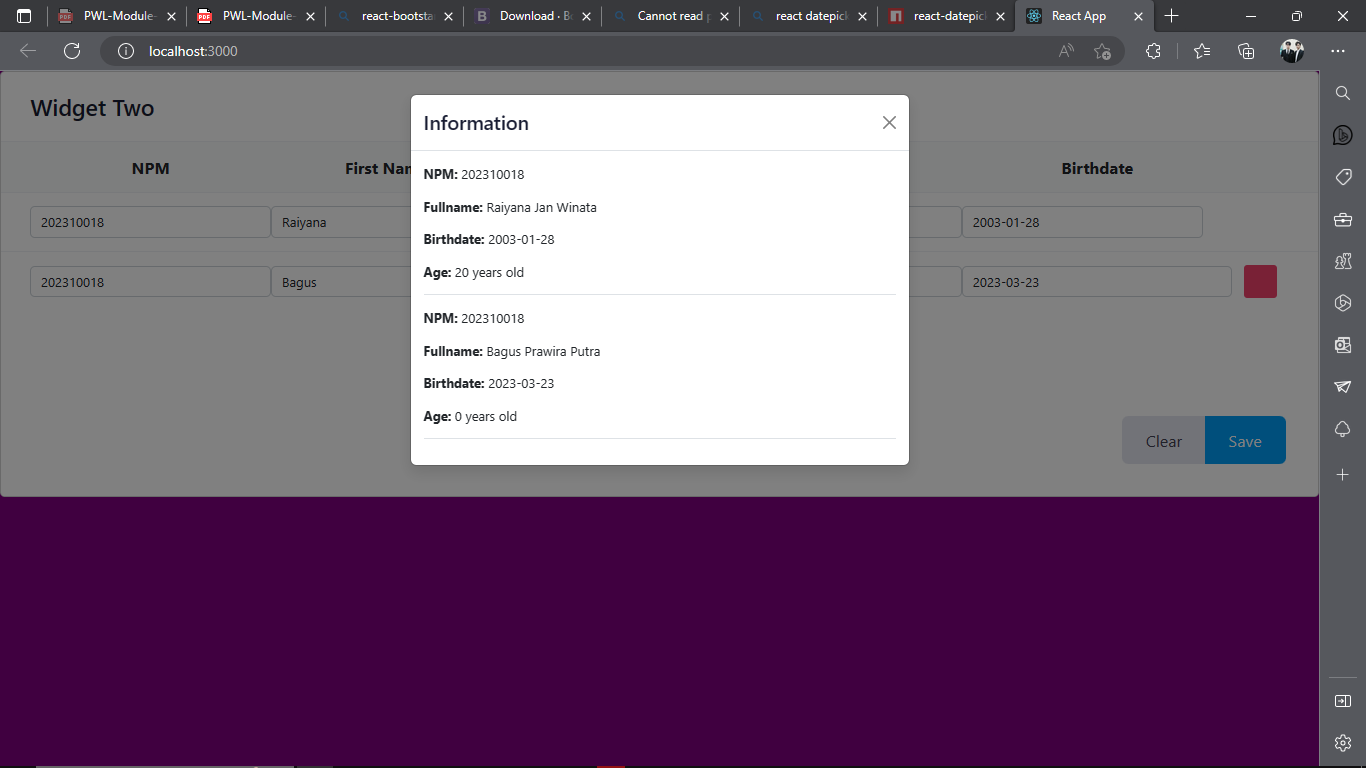 PWL-Module- PWL-Module- react-bootstra Download · B Cannot read p react datepick react-datepick React App
localhost:3000
Widget Two
Information
NPM First Nar Birthdate
NPM: 202310018
Fullname: Raiyana Jan Winata
202310018 Raiyana 2003-01-28
Birthdate: 2003-01-28
Age: 20 years old
202310018 Bagus 2023-03-23
NPM: 202310018
Fullname: Bagus Prawira Putra
Birthdate: 2023-03-23
Age: 0 years old
Clear Save